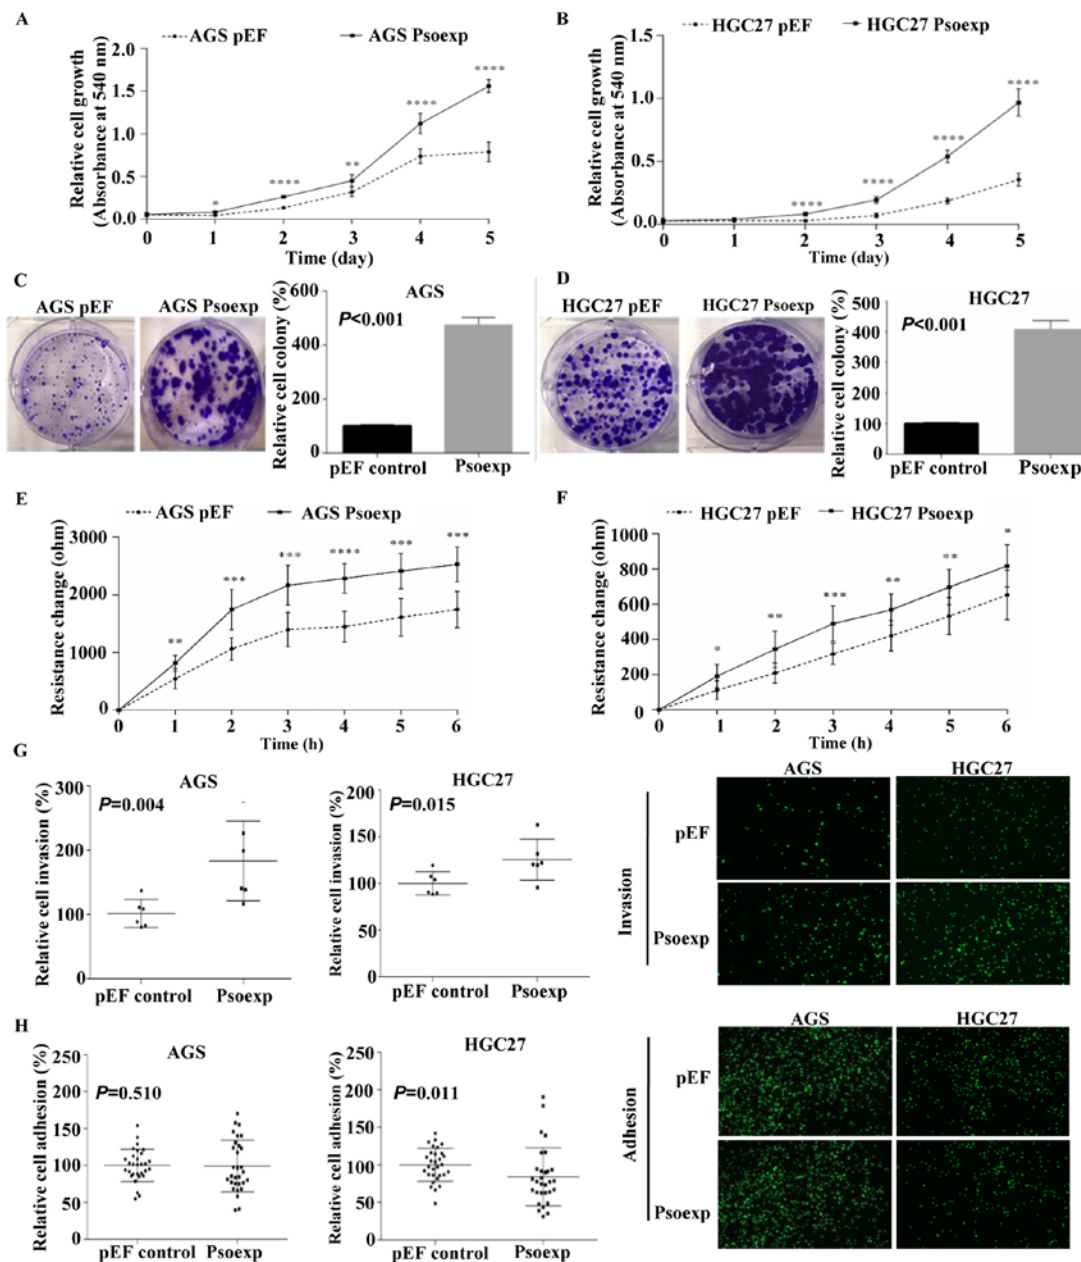 A
AGS pEF
AGS Psoexp
Relative cell growth
(Absorbance at 540 nm)
2.0
1.5
1.0
0.5
0.0
*
****
**
****
****
0 1 2 3 4 5
Time (day)
B
HGC27 pEF
HGC27 Psoexp
Relative cell growth
(Absorbance at 540 nm)
1.5
1.0
0.5
0.0
****
****
****
****
0 1 2 3 4 5
Time (day)
C
AGS pEF
AGS Psoexp
AGS
Relative cell colony (%)
P<0.001
600
400
200
0
pEF control
Psoexp
D
HGC27 pEF
HGC27 Psoexp
HGC27
Relative cell colony (%)
P<0.001
500
400
300
200
100
0
pEF control
Psoexp
E
AGS pEF
AGS Psoexp
Resistance change (ohm)
3000
2000
1000
0
**
***
***
****
***
***
0 1 2 3 4 5 6
Time (h)
F
HGC27 pEF
HGC27 Psoexp
Resistance change (ohm)
1000
800
600
400
200
0
*
**
***
**
**
*
0 1 2 3 4 5 6
Time (h)
G
AGS
Relative cell invasion (%)
P=0.004
300
200
100
0
pEF control
Psoexp
HGC27
Relative cell invasion (%)
P=0.015
200
150
100
50
0
pEF control
Psoexp
AGS
HGC27
Invasion
pEF
Psoexp
H
AGS
Relative cell adhesion (%)
P=0.510
250
200
150
100
50
0
pEF control
Psoexp
HGC27
Relative cell adhesion (%)
P=0.011
250
200
150
100
50
0
pEF control
Psoexp
AGS
HGC27
Adhesion
pEF
Psoexp